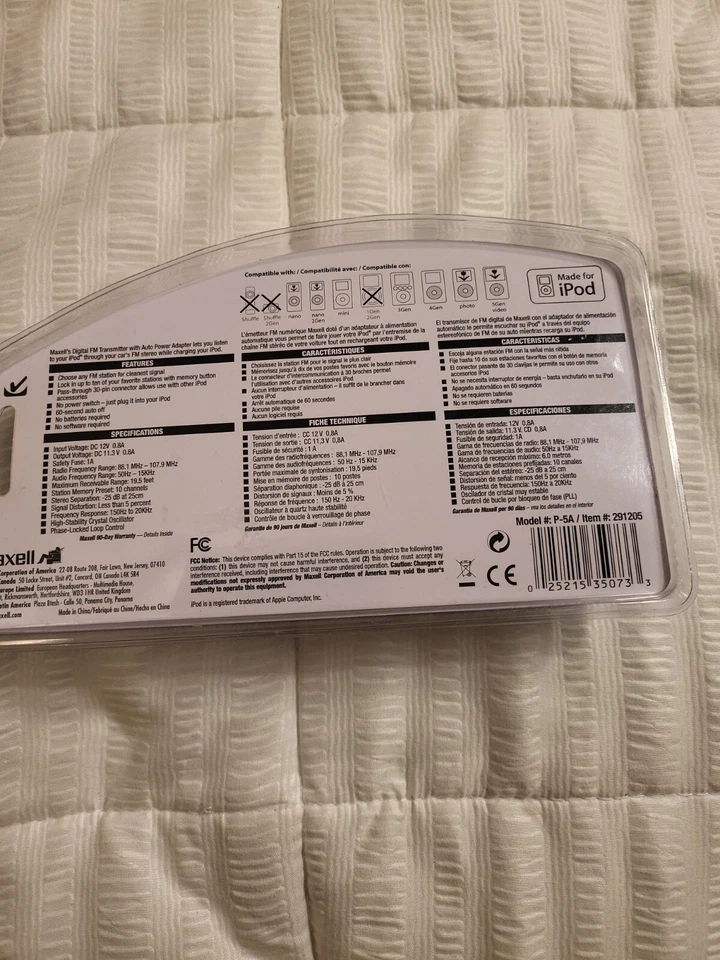 Compatible with: / Compatibilité avec: / Compatible con:
Shuffle
Shuffle 2Gen
nano
nano 2Gen
mini
1Gen 2Gen
3Gen
4Gen
photo
5Gen video
Made for
iPod
Maxell's Digital FM Transmitter with Auto Power Adapter lets you listen
to your iPod® through your car's FM stereo while charging your iPod.
FEATURES
Choose any FM station for cleanest signal
Lock in up to ten of your favorite stations with memory button
Pass-through 30-pin connector allows use with other iPod
accessories
No power switch – just plug it into your iPod
60-second auto off
No batteries required
No software required
SPECIFICATIONS
Input Voltage: DC 12V 0.8A
Output Voltage: DC 11.3 V 0.8A
Safety Fuse: 1A
Radio Frequency Range: 88.1 MHz – 107.9 MHz
Audio Frequency Range: 50Hz – 15KHz
Maximum Receivable Range: 19.5 feet
Station Memory Preset: 10 channels
Stereo Separation: -25 dB at 25cm
Signal Distortion: Less than 5 percent
Frequency Response: 150Hz to 20KHz
High-Stability Crystal Oscillator
Phase-Locked Loop Control
Maxell 90-Day Warranty – Details Inside
L'émetteur FM numérique Maxell doté d'un adaptateur à alimentation
automatique vous permet de faire jouer votre iPod® par l'entremise de la
chaîne FM stéréo de votre voiture tout en rechargeant votre iPod.
CARACTÉRISTIQUES
Choisissez la station FM pour le signal le plus clair
Mémorisez jusqu'à dix de vos postes favoris avec le bouton mémoire
Le connecteur d'intercommunication à 30 broches permet
l'utilisation avec d'autres accessoires iPod
Aucun interrupteur d'alimentation – il suffit de le brancher
dans votre iPod
Arrêt automatique de 60 secondes
Aucune pile requise
Aucun logiciel requis
FICHE TECHNIQUE
Tension d'entrée : CC 12 V 0,8A
Tension de sortie : CC 11,3 V 0,8A
Fusible de sécurité : 1 A
Gamme des radiofréquences : 88,1 MHz - 107,9 MHz
Gamme des audiofréquences : 50 Hz - 15 KHz
Portée maximale de syntonisation : 19,5 pieds
Mise en mémoire de postes : 10 postes
Séparation diaphonique : -25 dB à 25 cm
Distorsion de signaux : Moins de 5 %
Réponse de fréquence : 150 Hz - 20 KHz
Oscillateur à quartz haute stabilité
Contrôle de boucle à verrouillage de phase
Garantie de 90 jours de Maxell – Détails à l'intérieur
El transmisor de FM digital de Maxell con el adaptador de alimentación
automático le permite escuchar su iPod® a través del equipo
estereofónico de FM de su auto mientras recarga su iPod.
CARACTERÍSTICAS
Escoja alguna estación FM con la señal más nítida
Fije hasta 10 de sus estaciones favoritas con el botón de memoria
El conector pasante de 30 clavijas le permite su uso con otros
accesorios iPod
No se necesita interruptor de energía – basta enchufarlo en su iPod
Apagado automático en 60 segundos
No se requieren baterías
No se requiere software
ESPECIFICACIONES
Tensión de entrada: 12V 0,8A
Tensión de salida: 11.3 V. CD 0,8A
Fusible de seguridad: 1A
Gama de frecuencias de radio: 88,1 MHz - 107,9 MHz
Gama de frecuencias de audio: 50Hz a 15KHz
Alcance de recepción máximo: 6.0 metros
Memoria de estaciones prefijadas: 10 canales
Separación del estéreo: -25 dB a 25 cm
Distorsión de señal: menos del 5 por ciento
Respuesta de frecuencia: 150Hz a 20KHz
Oscilador de cristal muy estable
Control de bucle por bloqueo de fase (PLL)
Garantía de Maxell por 90 días – vea los detalles en el interior
Model #: P-5A / Item #: 291205
axell
Corporation of America 22-08 Route 208, Fair Lawn, New Jersey, 07410
Canada 50 Locke Street, Unit #2, Concord, ON Canada L4K 5R4
urope Limited European Headquarters - Multimedia House,
Rickmansworth, Hertfordshire, WD3 1HR United Kingdom
atin America Plaza Btesh - Calle 50, Panama City, Panama
xell.com Made in China/Fabriqué au Chine/Hecho en China
FC
FCC Notice: This device complies with Part 15 of the FCC rules. Operation is subject to the following two
conditions: (1) this device may not cause harmful interference, and (2) this device must accept any
interference received, including interference that may cause undesired operation. Caution: Changes or
modifications not expressly approved by Maxell Corporation of America may void the user's
authority to operate this equipment.
iPod is a registered trademark of Apple Computer, Inc.
CE
0 25215 35073 3